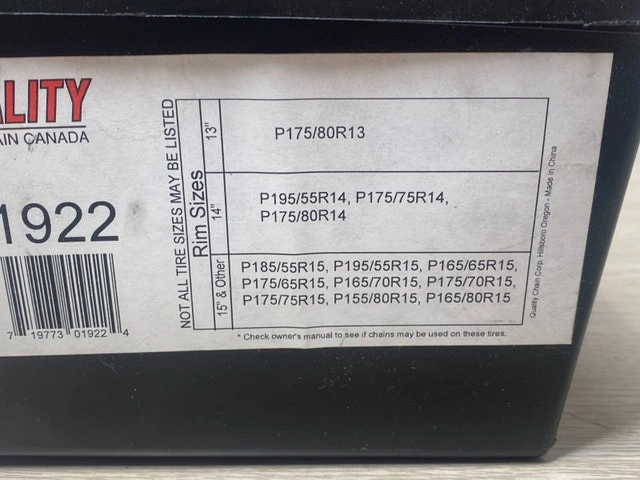 ALITY
AIN CANADA
1922
7 19773 01922 4
NOT ALL TIRE SIZES MAY BE LISTED
Rim Sizes
13"
P175/80R13
14"
P195/55R14, P175/75R14,
P175/80R14
15" & Other
P185/55R15, P195/55R15, P165/65R15,
P175/65R15, P165/70R15, P175/70R15,
P175/75R15, P155/80R15, P165/80R15
* Check owner's manual to see if chains may be used on these tires.
Quality Chain Corp. Hillsboro Oregon - Made in China